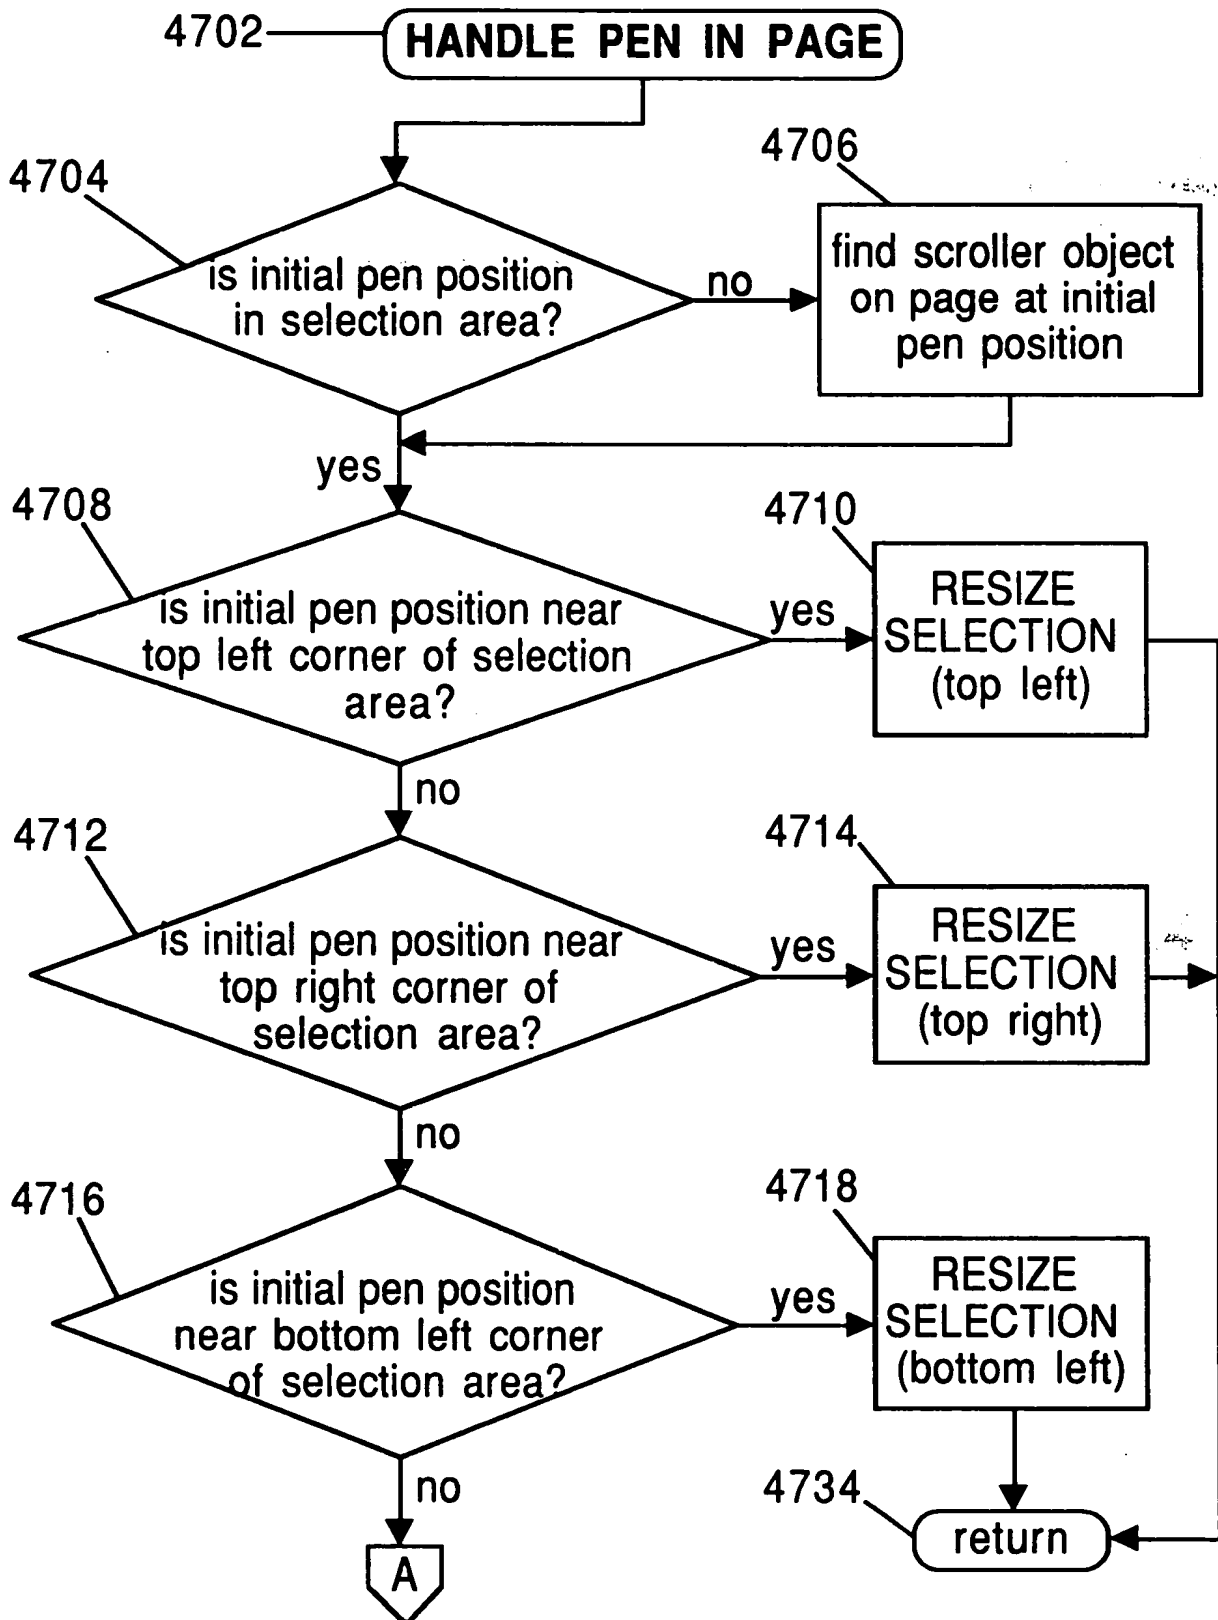 4702
HANDLE PEN IN PAGE
4704
is initial pen position
in selection area?
no
4706
find scroller object
on page at initial
pen position
yes
4708
is initial pen position near
top left corner of selection
area?
yes
4710
RESIZE
SELECTION
(top left)
no
4712
is initial pen position near
top right corner of
selection area?
yes
4714
RESIZE
SELECTION
(top right)
no
4716
is initial pen position
near bottom left corner
of selection area?
yes
4718
RESIZE
SELECTION
(bottom left)
no
A
4734
return